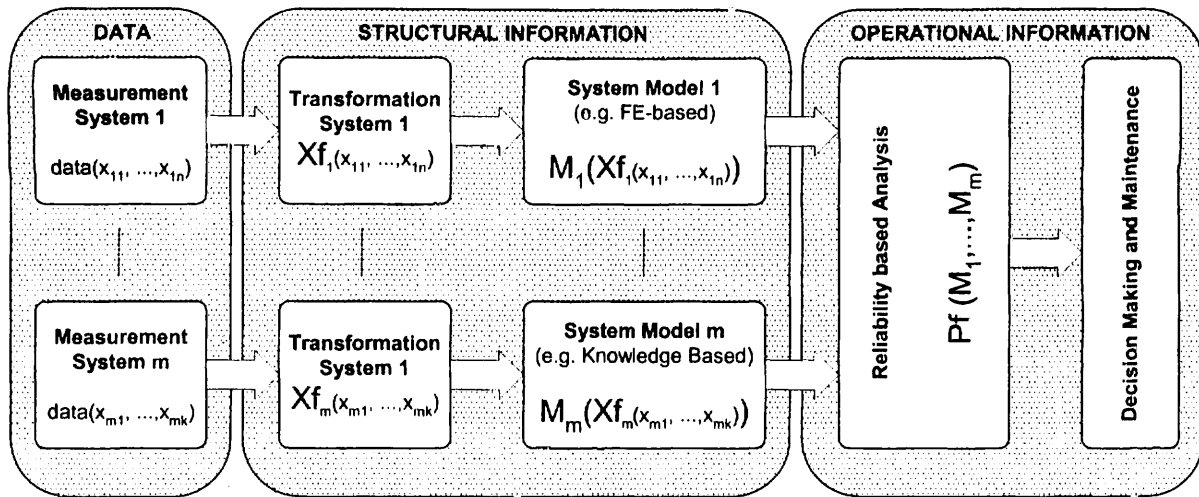 DATA
STRUCTURAL INFORMATION
OPERATIONAL INFORMATION
Measurement
System 1
data(x₁₁, ...,x₁ₙ)
Transformation
System 1
Xf₁(x₁₁, ...,x₁ₙ)
System Model 1
(e.g. FE-based)
M₁(Xf₁(x₁₁, ...,x₁ₙ))
Measurement
System m
data(xₘ₁, ...,xₘₖ)
Transformation
System 1
Xfₘ(xₘ₁, ...,xₘₖ)
System Model m
(e.g. Knowledge Based)
Mₘ(Xfₘ(xₘ₁, ...,xₘₖ))
Reliability based Analysis
Pf (M₁,...,Mₘ)
Decision Making and Maintenance